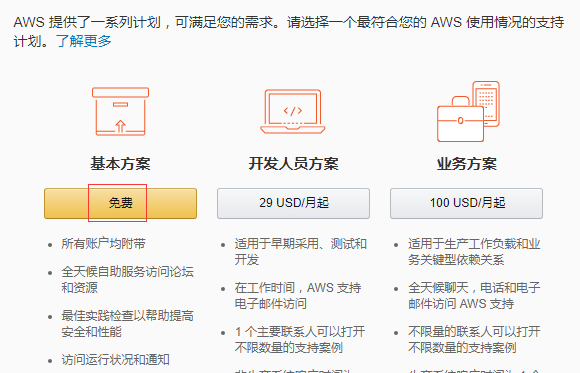 AWS 提供了一系列计划，可满足您的需求。请选择一个最符合您的 AWS 使用情况的支持
计划。了解更多
基本方案
免费
所有账户均附带
全天候自助服务访问论坛
和资源
最佳实践检查以帮助提高
安全和性能
访问运行状况和通知
开发人员方案
29 USD/月起
适用于早期采用、测试和
开发
在工作时间，AWS 支持
电子邮件访问
1 个主要联系人可以打开
不限数量的支持案例
业务方案
100 USD/月起
适用于生产工作负载和业
务关键型依赖关系
全天候聊天，电话和电子
邮件访问 AWS 支持
不限量的联系人可以打开
不限数量的支持案例